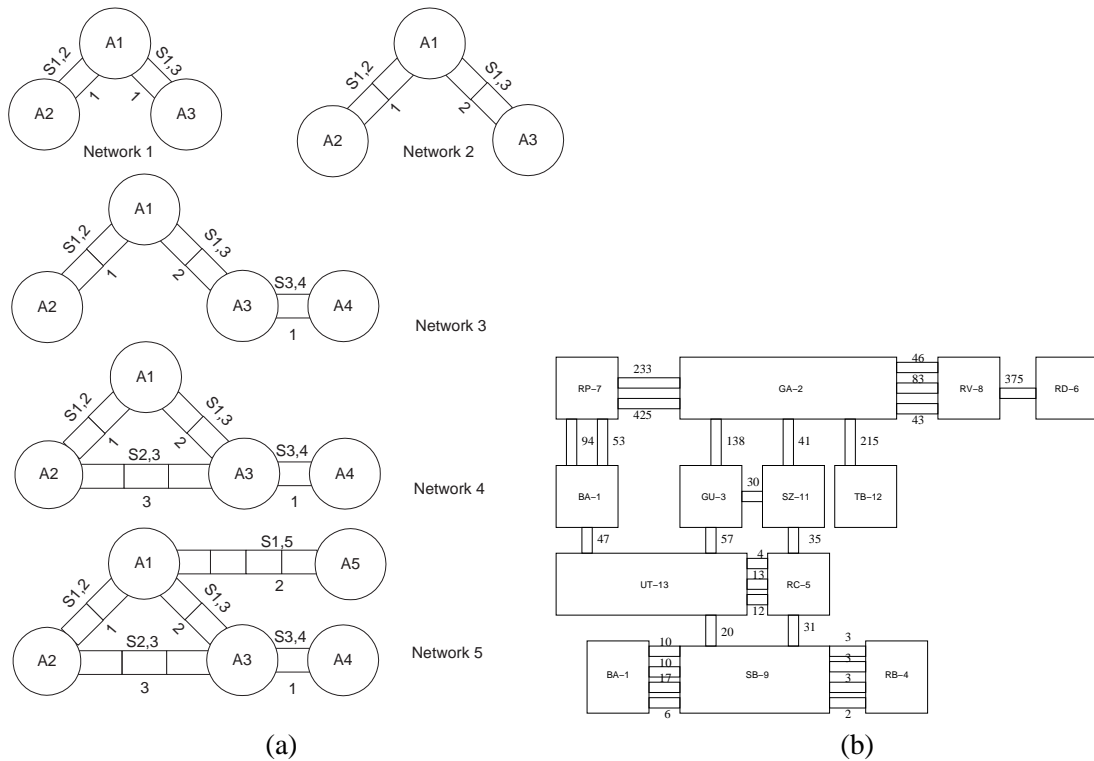 A1
S1,2
S1,3
A2
1
1
A3
Network 1
A1
S1,2
S1,3
1
2
A2
A3
Network 2
A1
S1,2
S1,3
1
2
A2
A3
S3,4
A4
1
Network 3
A1
S1,2
S1,3
1
2
A2
S2,3
A3
S3,4
A4
3
1
Network 4
A1
S1,5
A5
2
S1,2
S1,3
1
2
A2
S2,3
A3
S3,4
A4
3
1
Network 5
(a)
RP-7
233
425
GA-2
46
83
43
RV-8
375
RD-6
94
53
138
41
215
BA-1
GU-3
30
SZ-11
TB-12
47
57
35
UT-13
4
13
12
RC-5
20
31
BA-1
10
10
17
6
SB-9
3
3
3
2
RB-4
(b)